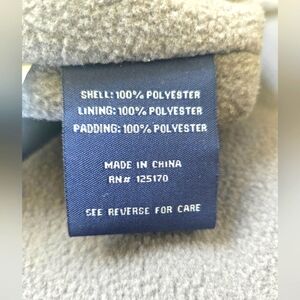 SHELL: 100% POLYESTER
LINING: 100% POLYESTER
PADDING: 100% POLYESTER
MADE IN CHINA
RN# 125170
SEE REVERSE FOR CARE